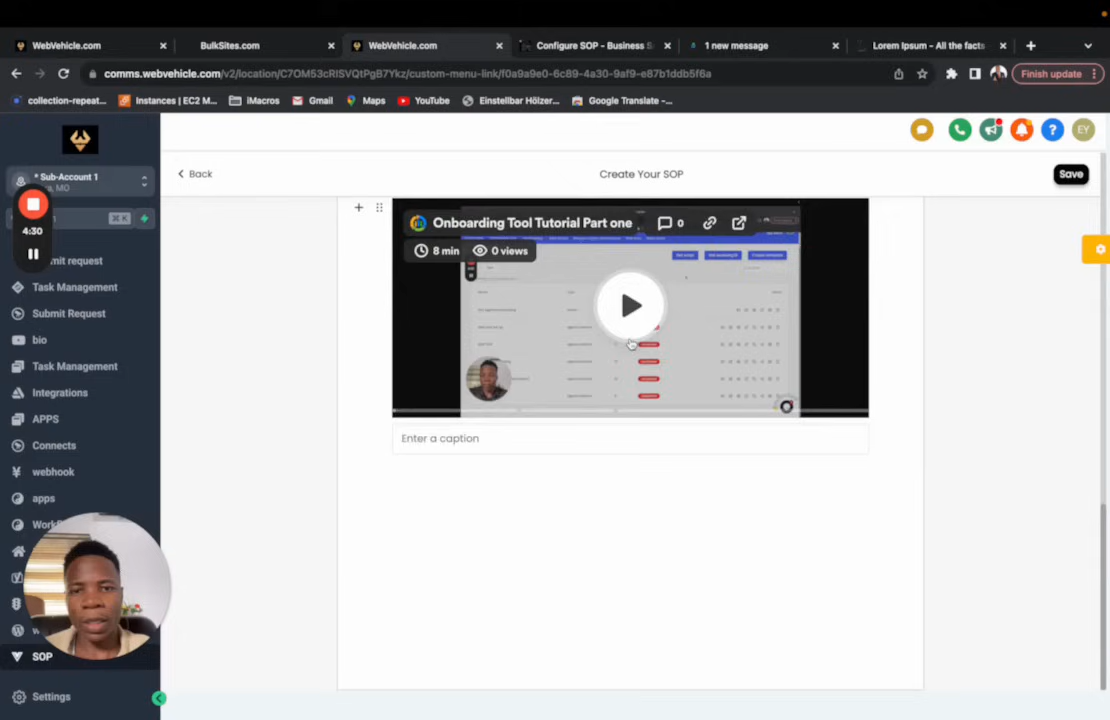 WebVehicle.com
BulkSites.com
WebVehicle.com
Configure SOP - Business S
1 new message
Lorem Ipsum - All the facts
comms.webvehicle.com/v2/location/C7OM53cRISVQtPgB7Ykz/custom-menu-link/f0a9a9e0-6c89-4a30-9af9-e87b1ddb5f6a
Finish update
collection-repeat...
Instances | EC2 M...
iMacros
Gmail
Maps
YouTube
Einstellbar Hölzer...
Google Translate -...
EY
* Sub-Account 1
MO
⌘ K
4:30
Back
Create Your SOP
Save
mit request
Task Management
Submit Request
bio
Task Management
Integrations
APPS
Connects
webhook
apps
SOP
Settings
Onboarding Tool Tutorial Part one
0
8 min
0 views
Enter a caption